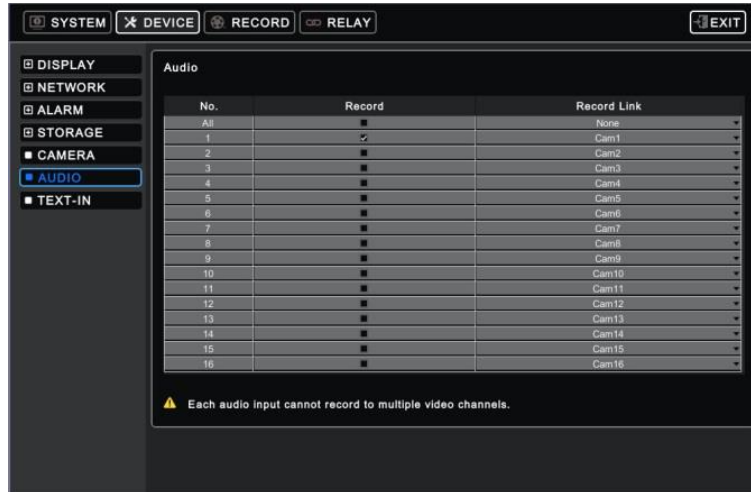 SYSTEM DEVICE RECORD RELAY EXIT
DISPLAY
NETWORK
ALARM
STORAGE
CAMERA
AUDIO
TEXT-IN
Audio
No. Record Record Link
All None
1 Cam1
2 Cam2
3 Cam3
4 Cam4
5 Cam5
6 Cam6
7 Cam7
8 Cam8
9 Cam9
10 Cam10
11 Cam11
12 Cam12
13 Cam13
14 Cam14
15 Cam15
16 Cam16
Each audio input cannot record to multiple video channels.